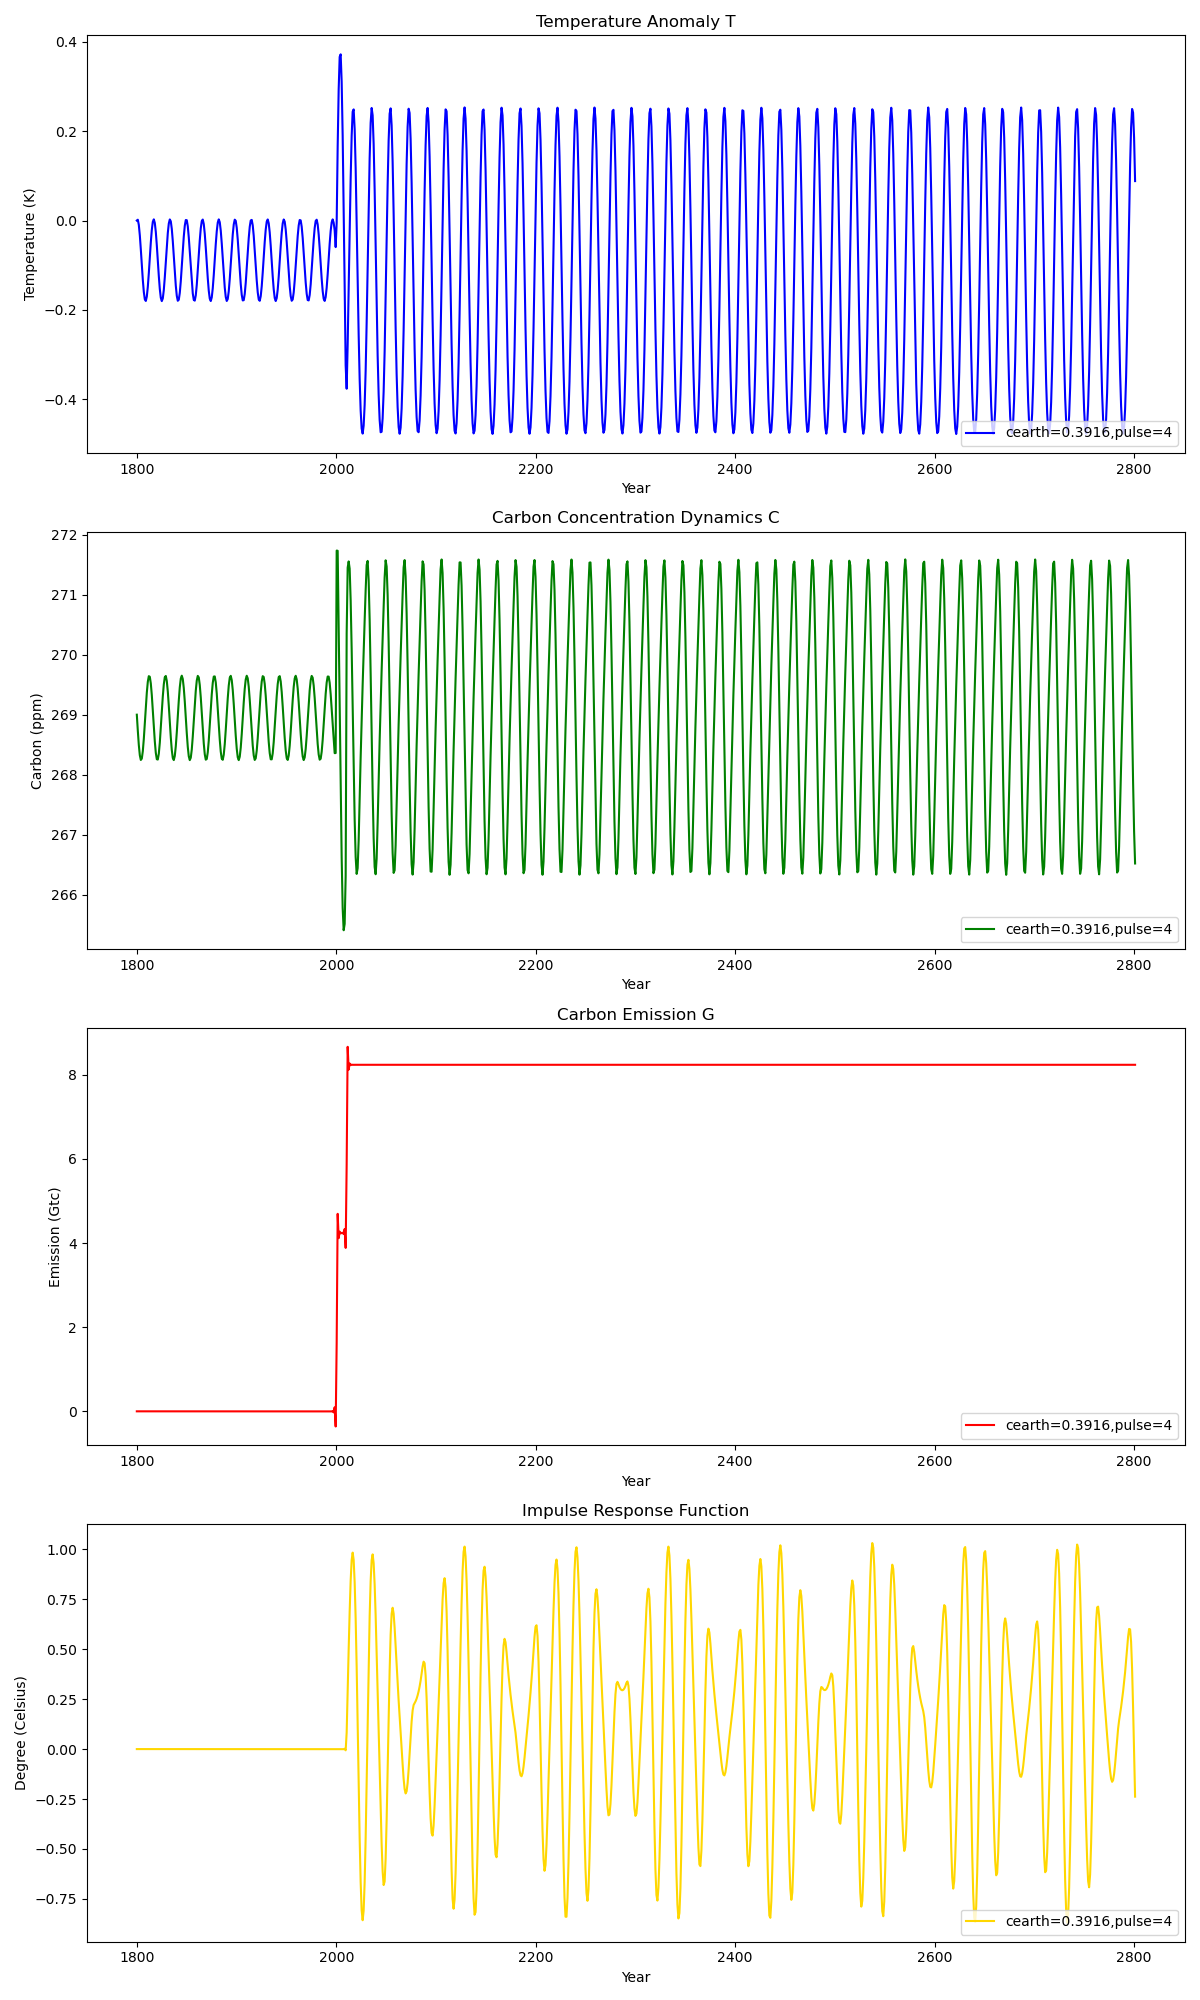 Temperature Anomaly T
Temperature (K)
0.4
0.2
0.0
−0.2
−0.4
cearth=0.3916,pulse=4
1800 2000 2200 2400 2600 2800
Year
Carbon Concentration Dynamics C
Carbon (ppm)
272
271
270
269
268
267
266
cearth=0.3916,pulse=4
1800 2000 2200 2400 2600 2800
Year
Carbon Emission G
Emission (Gtc)
8
6
4
2
0
cearth=0.3916,pulse=4
1800 2000 2200 2400 2600 2800
Year
Impulse Response Function
Degree (Celsius)
1.00
0.75
0.50
0.25
0.00
−0.25
−0.50
−0.75
cearth=0.3916,pulse=4
1800 2000 2200 2400 2600 2800
Year